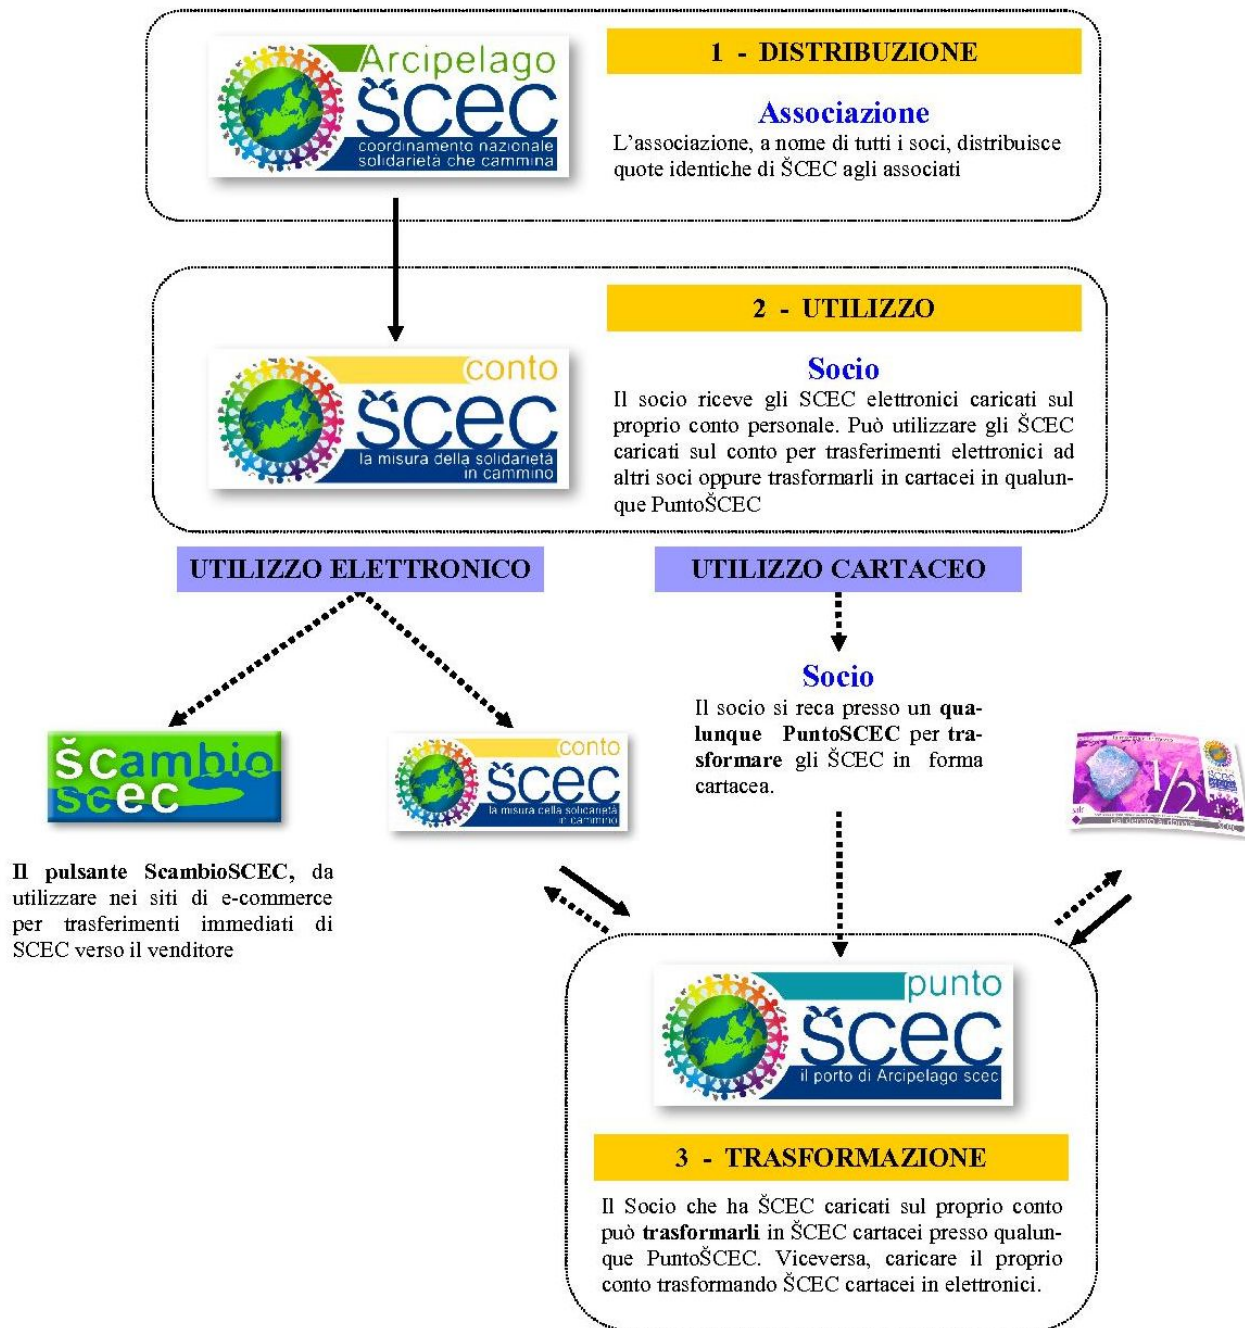 Arcipelago
ŠCEC
coordinamento nazionale
solidarietà che cammina
1 - DISTRIBUZIONE
Associazione
L'associazione, a nome di tutti i soci, distribuisce
quote identiche di ŠCEC agli associati
2 - UTILIZZO
conto
ŠCEC
la misura della solidarietà
in cammino
Socio
Il socio riceve gli SCEC elettronici caricati sul
proprio conto personale. Può utilizzare gli ŠCEC
caricati sul conto per trasferimenti elettronici ad
altri soci oppure trasformarli in cartacei in qualun-
que PuntoŠCEC
UTILIZZO ELETTRONICO
UTILIZZO CARTACEO
ŠCambio
scec
conto
ŠCEC
la misura della solidarietà
in cammino
Il pulsante ScambioSCEC, da
utilizzare nei siti di e-commerce
per trasferimenti immediati di
SCEC verso il venditore
Socio
Il socio si reca presso un qua-
lunque PuntoSCEC per tra-
sformare gli ŠCEC in forma
cartacea.
1/2
ŠCEC
punto
ŠCEC
il porto di Arcipelago scec
3 - TRASFORMAZIONE
Il Socio che ha ŠCEC caricati sul proprio conto
può trasformarli in ŠCEC cartacei presso qualun-
que PuntoŠCEC. Viceversa, caricare il proprio
conto trasformando ŠCEC cartacei in elettronici.